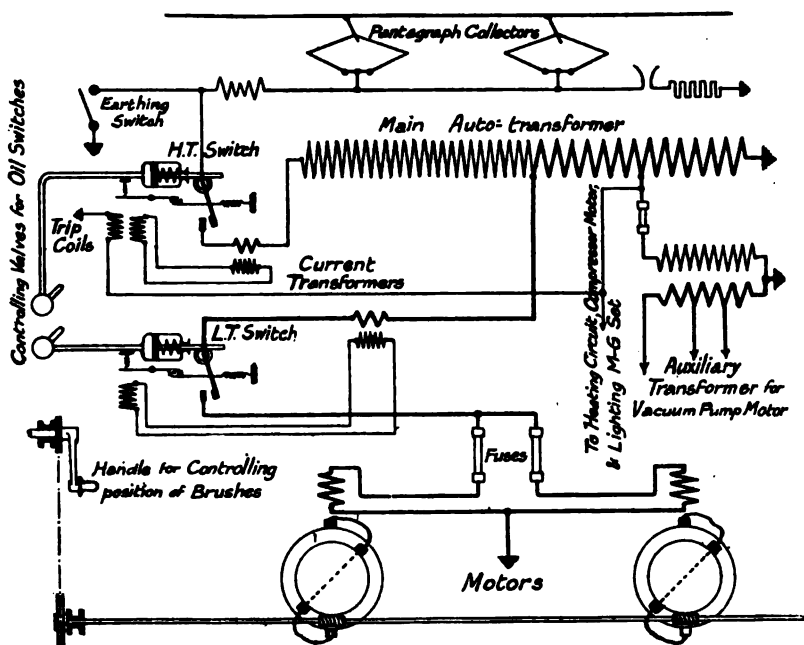 Pantagraph Collectors
Earthing
Switch
Main Auto-transformer
H.T. Switch
Controlling Valves for Oil Switches
Trip
Coils
Current
Transformers
To Heating Circuit, Compressor Motor,
& Lighting M-G Set
L.T. Switch
Auxiliary
Transformer for
Vacuum Pump Motor
Handle for Controlling
position of Brushes
Fuses
Motors